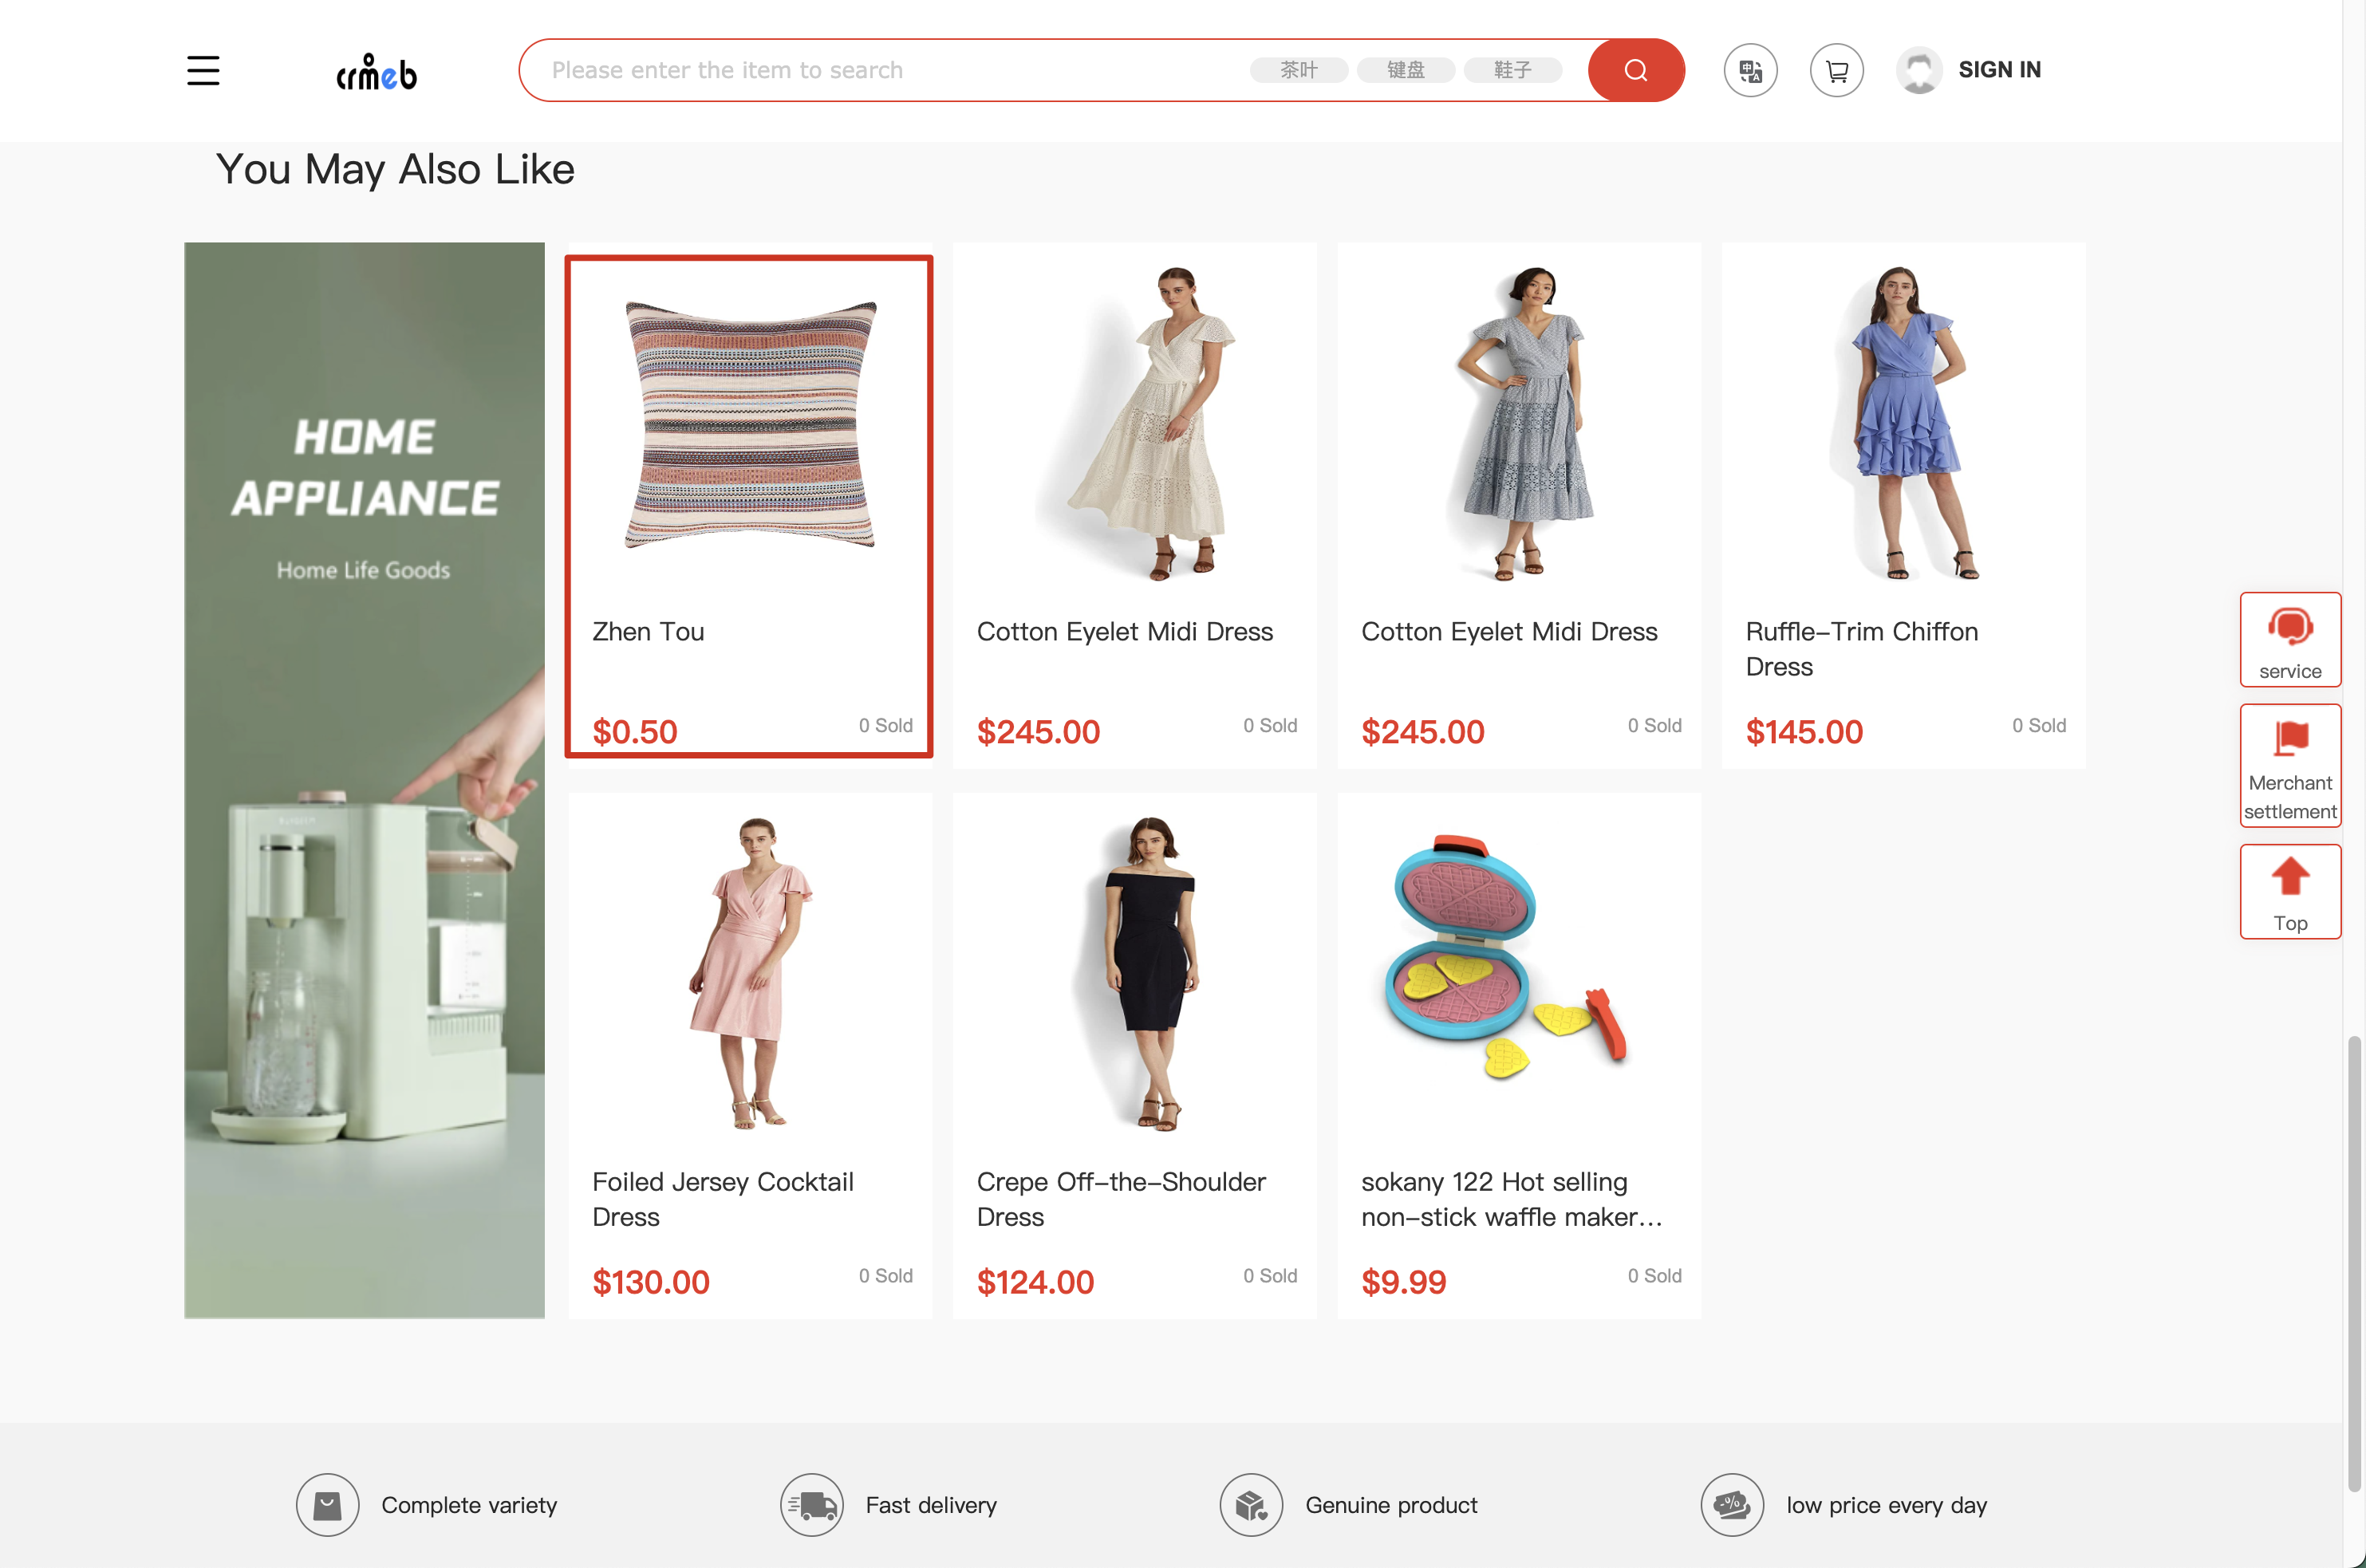 crmeb
Please enter the item to search
茶叶
键盘
鞋子
SIGN IN
You May Also Like
HOME
APPLIANCE
Home Life Goods
Zhen Tou
$0.50
0 Sold
Cotton Eyelet Midi Dress
$245.00
0 Sold
Cotton Eyelet Midi Dress
$245.00
0 Sold
Ruffle-Trim Chiffon
Dress
$145.00
0 Sold
Foiled Jersey Cocktail
Dress
$130.00
0 Sold
Crepe Off-the-Shoulder
Dress
$124.00
0 Sold
sokany 122 Hot selling
non-stick waffle maker...
$9.99
0 Sold
service
Merchant
settlement
Top
Complete variety
Fast delivery
Genuine product
low price every day